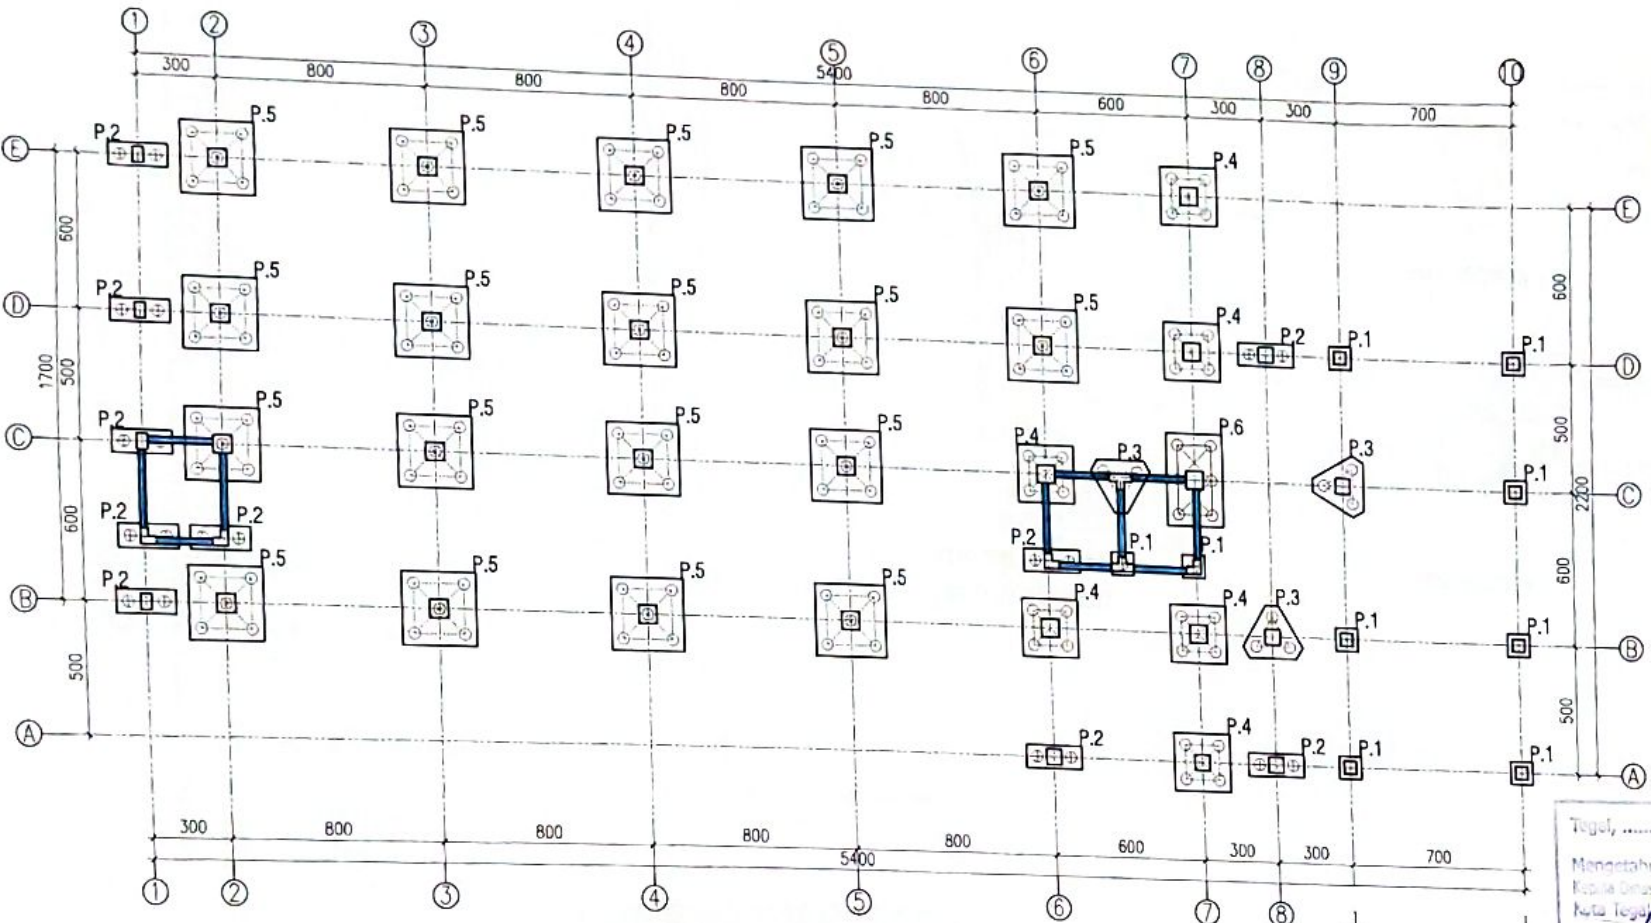 1 2 3 4 5 6 7 8 9 10
5400
300 800 800 800 800 600 300 300 700
E P.2 P.5 P.5 P.5 P.5 P.5 P.4 E
600 600
D P.2 P.5 P.5 P.5 P.5 P.5 P.4 P.2 P.1 P.1 D
1700 500 500
C P.2 P.5 P.5 P.5 P.5 P.4 P.3 P.6 P.3 P.1 C
2200
600 P.2 P.2 P.2 P.1 P.1 600
B P.2 P.5 P.5 P.5 P.5 P.4 P.4 P.3 P.1 P.1 B
500 500
A P.2 P.4 P.2 P.1 P.1 A
300 800 800 800 800 600 300 300 700
5400
1 2 3 4 5 6 7 8
Tegal, ......
Kota Tegal